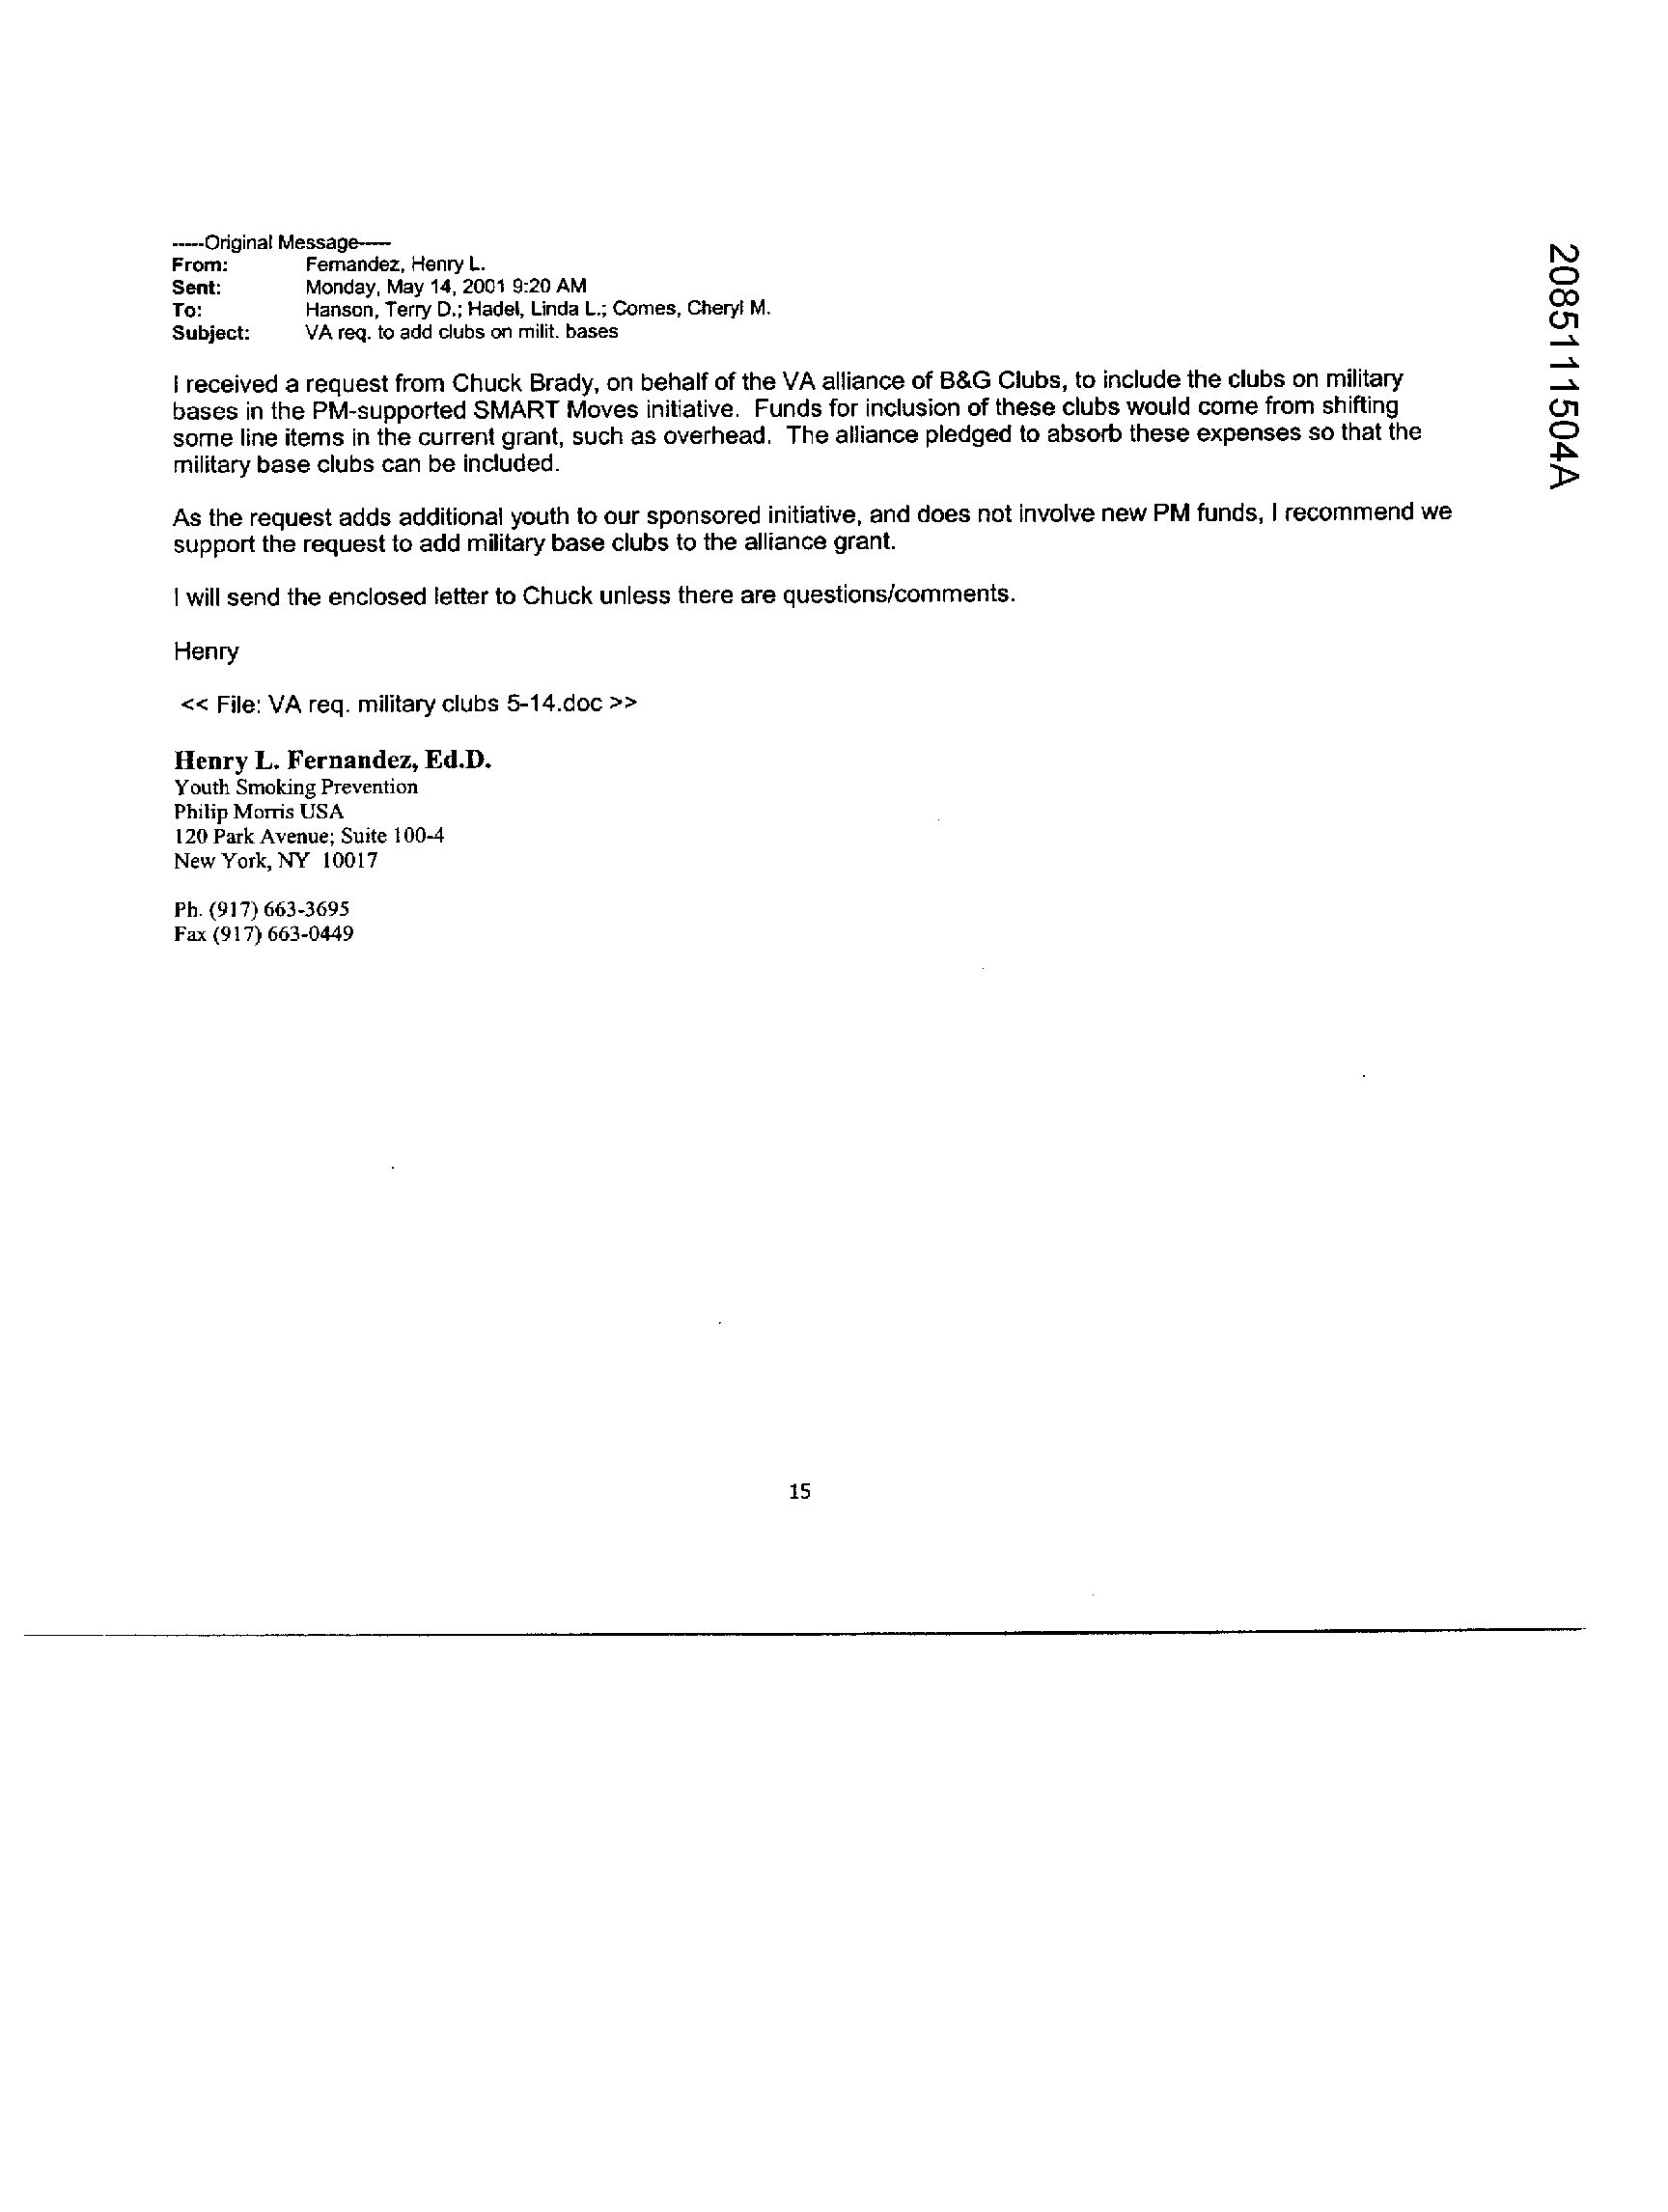 -----Original Message-----
From: Fernandez, Henry L.
Sent: Monday, May 14, 2001 9:20 AM
To: Hanson, Terry D.; Hadel, Linda L.; Comes, Cheryl M.
Subject: VA req. to add clubs on milit. bases
I received a request from Chuck Brady, on behalf of the VA alliance of B&G Clubs, to include the clubs on military
bases in the PM-supported SMART Moves initiative. Funds for inclusion of these clubs would come from shifting
some line items in the current grant, such as overhead. The alliance pledged to absorb these expenses so that the
military base clubs can be included.
As the request adds additional youth to our sponsored initiative, and does not involve new PM funds, I recommend we
support the request to add military base clubs to the alliance grant.
I will send the enclosed letter to Chuck unless there are questions/comments.
Henry
<< File: VA req. military clubs 5-14.doc >>
Henry L. Fernandez, Ed.D.
Youth Smoking Prevention
Philip Morris USA
120 Park Avenue; Suite 100-4
New York, NY 10017
Ph. (917) 663-3695
Fax (917) 663-0449
15
2085111504A